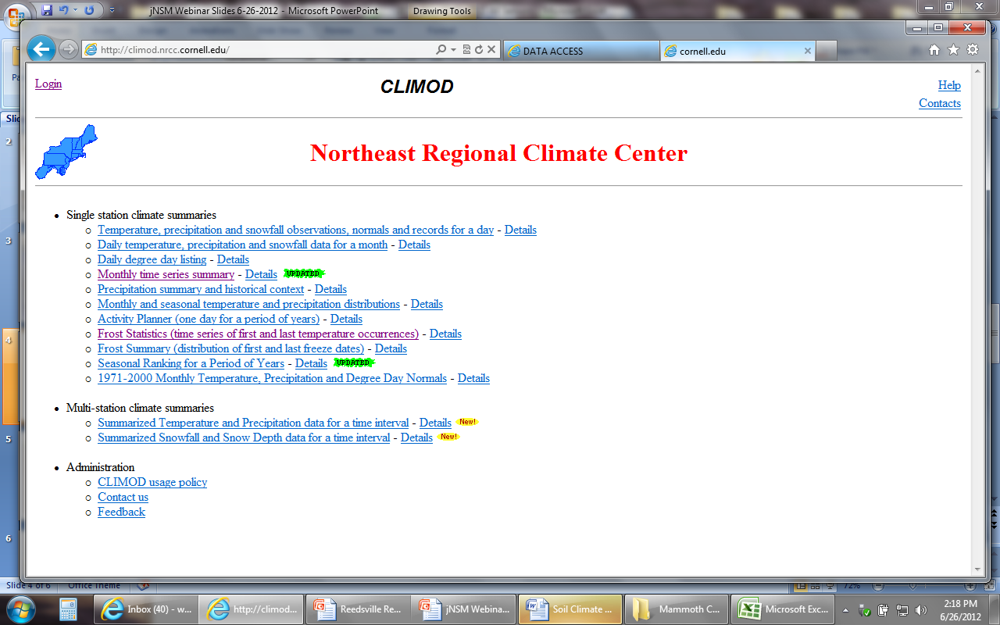 jNSM Webinar Slides 6-26-2012 - Microsoft PowerPoint
Drawing Tools
http://climod.nrcc.cornell.edu/
DATA ACCESS
cornell.edu
Login
CLIMOD
Help
Contacts
Northeast Regional Climate Center
Single station climate summaries
Temperature, precipitation and snowfall observations, normals and records for a day - Details
Daily temperature, precipitation and snowfall data for a month - Details
Daily degree day listing - Details
Monthly time series summary - Details UPDATED
Precipitation summary and historical context - Details
Monthly and seasonal temperature and precipitation distributions - Details
Activity Planner (one day for a period of years) - Details
Frost Statistics (time series of first and last temperature occurrences) - Details
Frost Summary (distribution of first and last freeze dates) - Details
Seasonal Ranking for a Period of Years - Details UPDATED
1971-2000 Monthly Temperature, Precipitation and Degree Day Normals - Details
Multi-station climate summaries
Summarized Temperature and Precipitation data for a time interval - Details New!
Summarized Snowfall and Snow Depth data for a time interval - Details New!
Administration
CLIMOD usage policy
Contact us
Feedback
2
3
4
5
6
Slide 4 of 6
Office Theme
72%
Inbox (40) - w...
http://climod...
Reedsville Re...
jNSM Webina...
Soil Climate ...
Mammoth C...
Microsoft Exc...
2:18 PM
6/26/2012